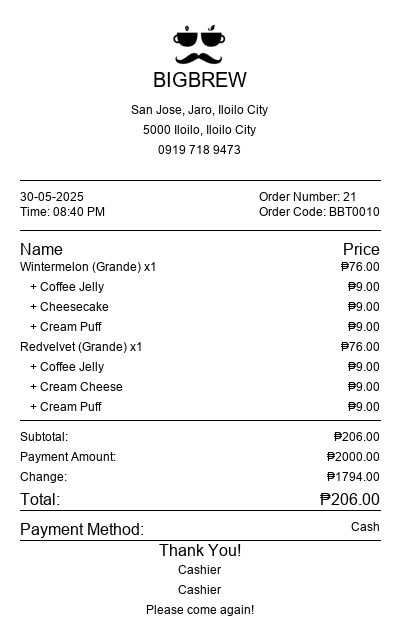 BIGBREW
San Jose, Jaro, Iloilo City
5000 Iloilo, Iloilo City
0919 718 9473
30-05-2025 Order Number: 21
Time: 08:40 PM Order Code: BBT0010
Name Price
Wintermelon (Grande) x1 ₱76.00
+ Coffee Jelly ₱9.00
+ Cheesecake ₱9.00
+ Cream Puff ₱9.00
Redvelvet (Grande) x1 ₱76.00
+ Coffee Jelly ₱9.00
+ Cream Cheese ₱9.00
+ Cream Puff ₱9.00
Subtotal: ₱206.00
Payment Amount: ₱2000.00
Change: ₱1794.00
Total: ₱206.00
Payment Method: Cash
Thank You!
Cashier
Cashier
Please come again!